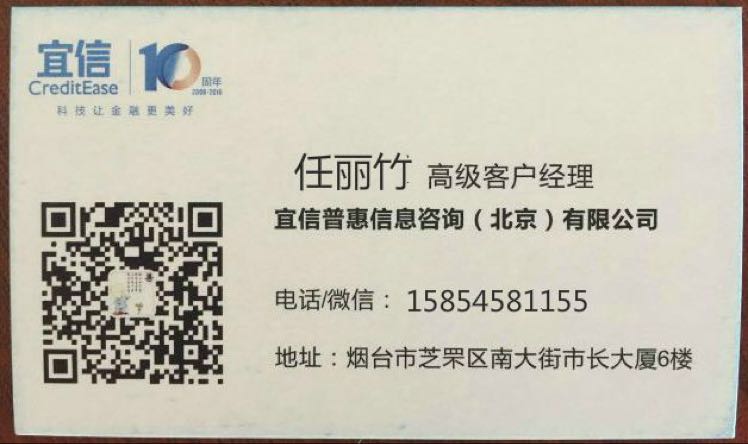 宜信
CreditEase
10
周年
2006-2016
科技让金融更美好
任丽竹 高级客户经理
宜信普惠信息咨询（北京）有限公司
电话/微信： 15854581155
地址：烟台市芝罘区南大街市长大厦6楼